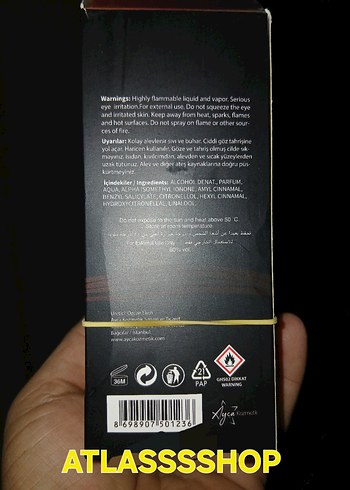 Warnings: Highly flammable liquid and vapor. Serious
eye irritation.For external use. Do not squeeze the eye
and irritated skin. Keep away from heat, sparks, flames
and hot surfaces. Do not spray on flame or other sour-
ces of fire.
Uyarılar: Kolay alevlenir sıvı ve buhar. Ciddi göz tahrişine
yol açar. Haricen kullanılır. Göze ve tahriş olmuş cilde sık-
mayınız. Isıdan, kıvılcımdan, alevden ve sıcak yüzeylerden
uzak tutunuz. Alev ve diğer ateş kaynaklarına doğru püs-
kürtmeyiniz.
İçindekiler / Ingredients: ALCOHOL DENAT., PARFUM,
AQUA, ALPHA ISOMETHYL IONONE, AMYL CINNAMAL,
BENZYL SALICYLATE, CITRONELLOL, HEXYL CINNAMAL,
HYDROXYCITRONELLAL, LINALOOL.
Do not expose to the sun and heat above 50 °C
Store at room temperature
For External Use Only
80% vol.
Bağcılar - İstanbul
www.aycakozmetik.com
36M
21
PAP
GHS02 DİKKAT
WARNING
8 698907 501236
Ayça Kozmetik
ATLASSSSHOP